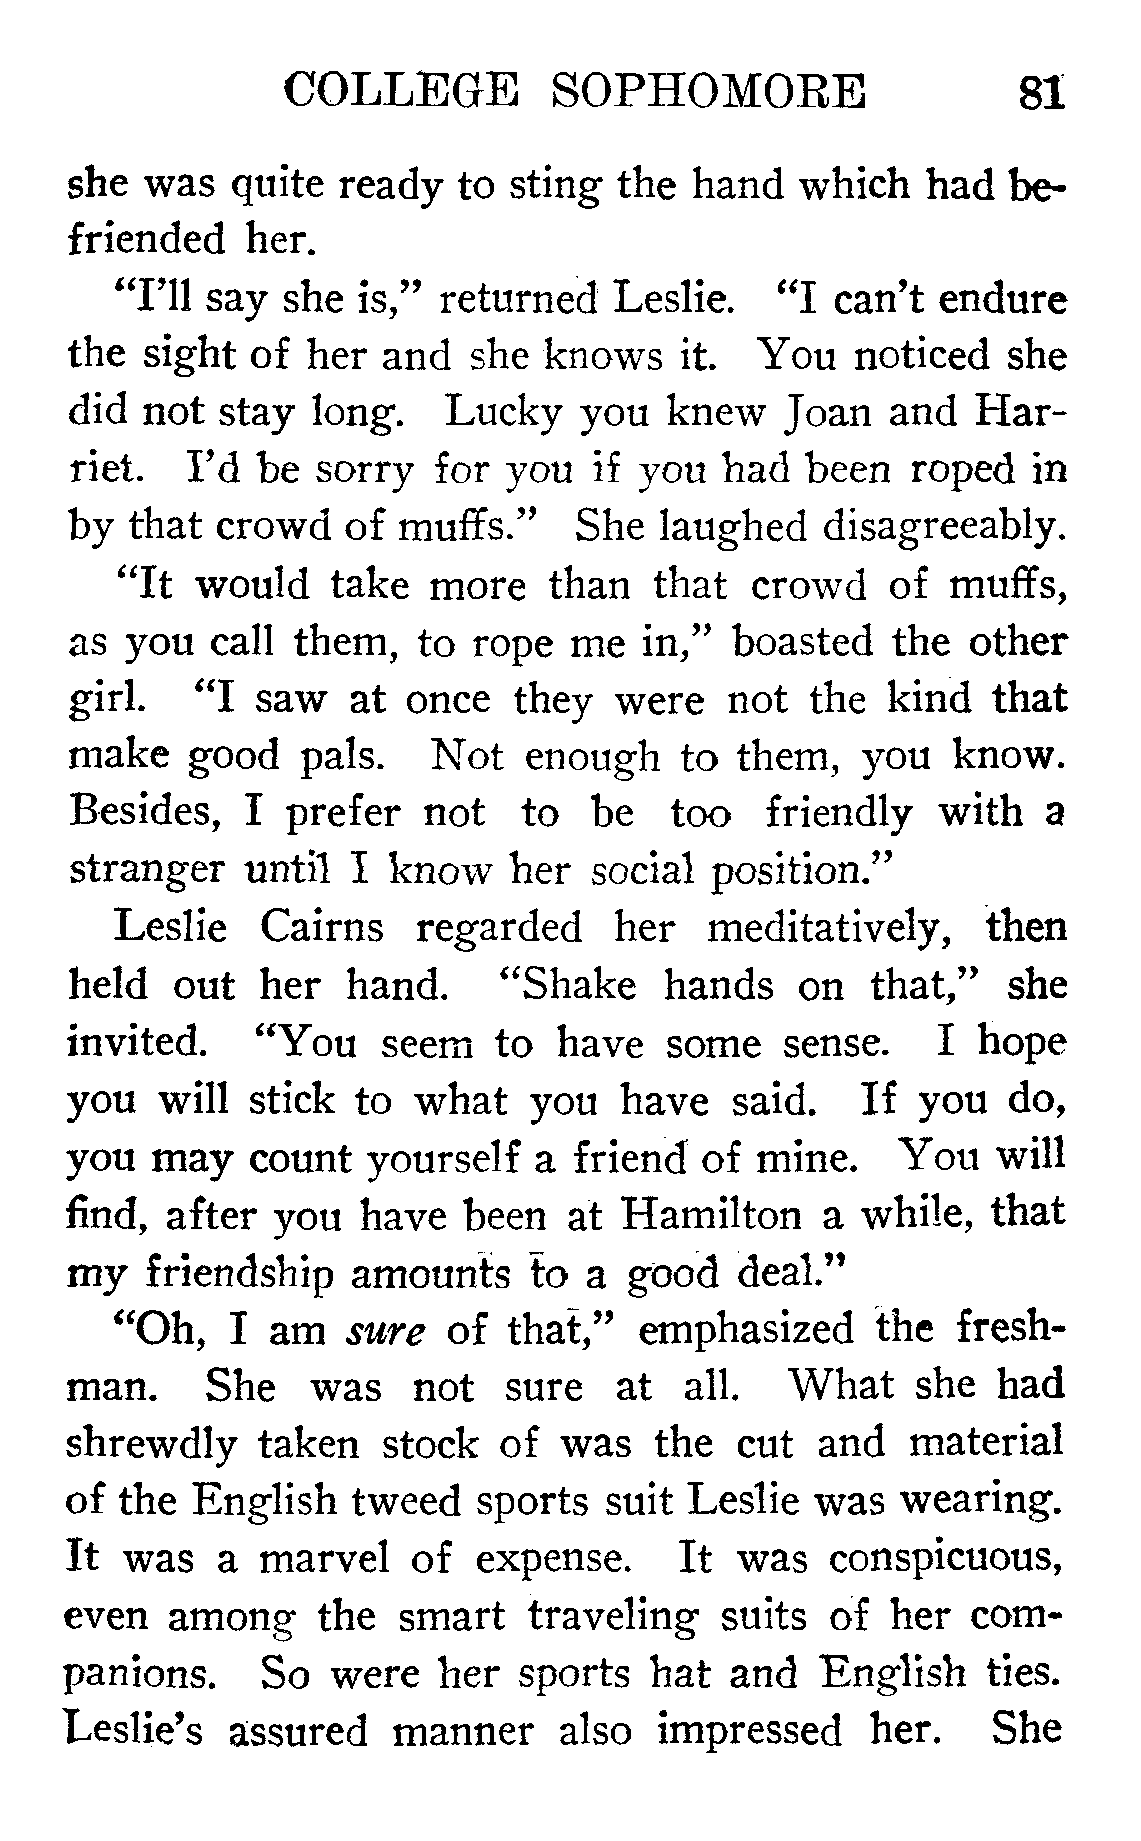 COLLEGE SOPHOMORE 81
she was quite ready to sting the hand which had be-
friended her.
“I’ll say she is,” returned Leslie. “I can’t endure
the sight of her and she knows it. You noticed she
did not stay long. Lucky you knew Joan and Har-
riet. I’d be sorry for you if you had been roped in
by that crowd of muffs.” She laughed disagreeably.
“It would take more than that crowd of muffs,
as you call them, to rope me in,” boasted the other
girl. “I saw at once they were not the kind that
make good pals. Not enough to them, you know.
Besides, I prefer not to be too friendly with a
stranger until I know her social position.”
Leslie Cairns regarded her meditatively, then
held out her hand. “Shake hands on that,” she
invited. “You seem to have some sense. I hope
you will stick to what you have said. If you do,
you may count yourself a friend of mine. You will
find, after you have been at Hamilton a while, that
my friendship amounts to a good deal.”
“Oh, I am sure of that,” emphasized the fresh-
man. She was not sure at all. What she had
shrewdly taken stock of was the cut and material
of the English tweed sports suit Leslie was wearing.
It was a marvel of expense. It was conspicuous,
even among the smart traveling suits of her com-
panions. So were her sports hat and English ties.
Leslie’s assured manner also impressed her. She